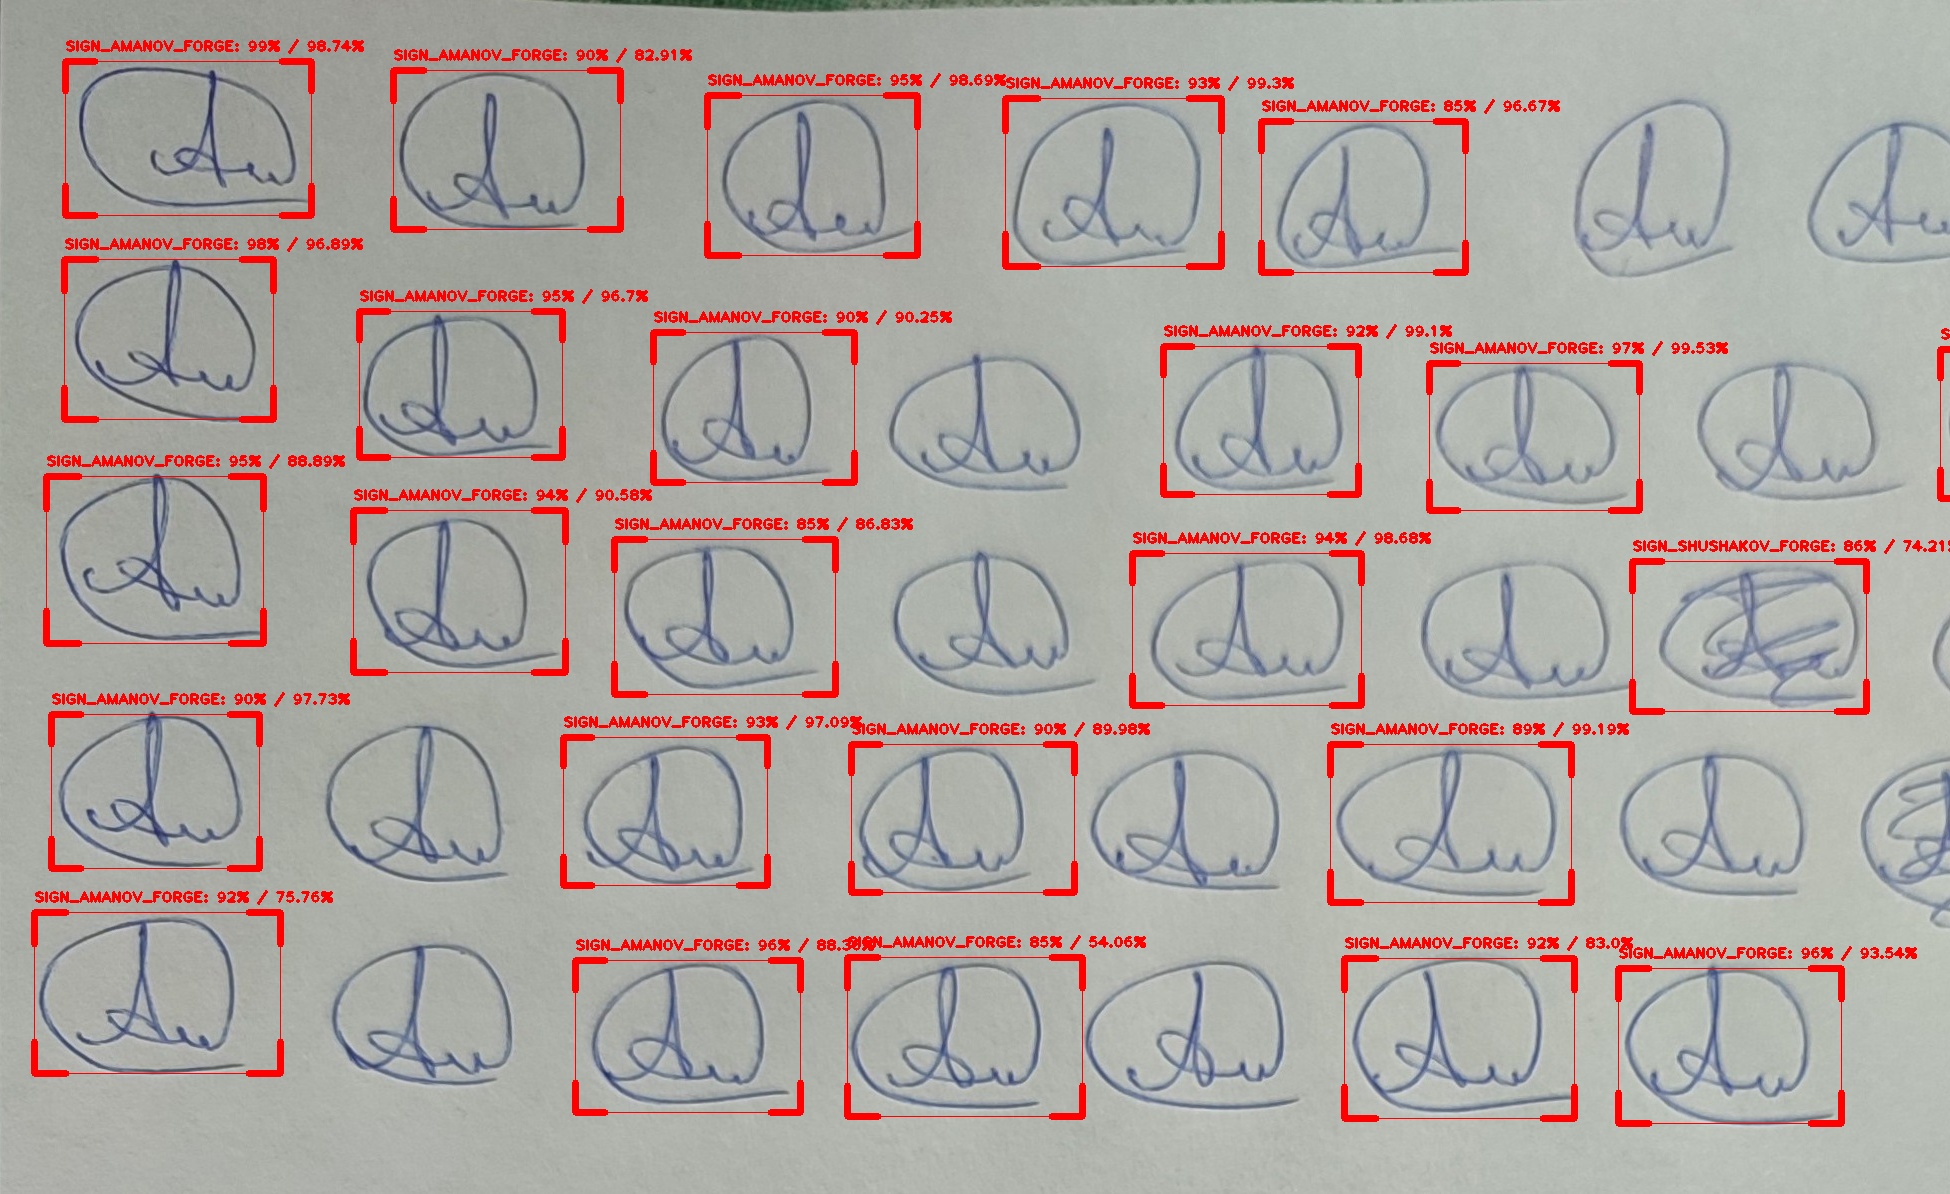 SIGN_AMANOV_FORGE: 99% / 98.74%
SIGN_AMANOV_FORGE: 90% / 82.91%
SIGN_AMANOV_FORGE: 95% / 98.69%
SIGN_AMANOV_FORGE: 93% / 99.3%
SIGN_AMANOV_FORGE: 85% / 96.67%
SIGN_AMANOV_FORGE: 98% / 96.89%
SIGN_AMANOV_FORGE: 95% / 96.7%
SIGN_AMANOV_FORGE: 90% / 90.25%
SIGN_AMANOV_FORGE: 92% / 99.1%
SIGN_AMANOV_FORGE: 97% / 99.53%
SIGN_AMANOV_FORGE: 95% / 88.89%
SIGN_AMANOV_FORGE: 94% / 90.58%
SIGN_AMANOV_FORGE: 85% / 86.83%
SIGN_AMANOV_FORGE: 94% / 98.68%
SIGN_SHUSHAKOV_FORGE: 86% / 74.21%
SIGN_AMANOV_FORGE: 90% / 97.73%
SIGN_AMANOV_FORGE: 93% / 97.09%
SIGN_AMANOV_FORGE: 90% / 89.98%
SIGN_AMANOV_FORGE: 89% / 99.19%
SIGN_AMANOV_FORGE: 92% / 75.76%
SIGN_AMANOV_FORGE: 96% /
SIGN_AMANOV_FORGE: 85% / 54.06%
SIGN_AMANOV_FORGE: 92% / 83.0%
SIGN_AMANOV_FORGE: 96% / 93.54%